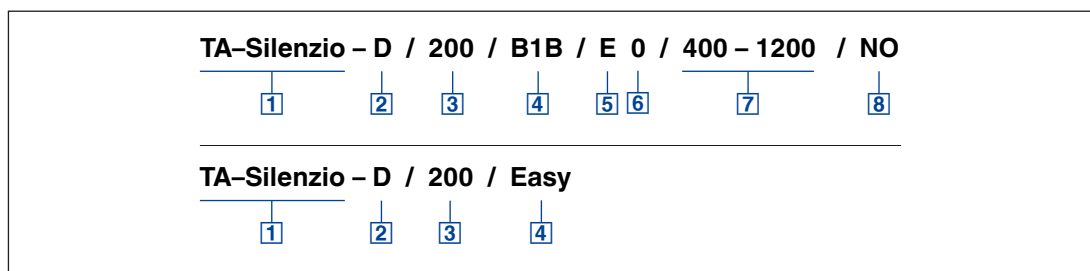 TA–Silenzio – D / 200 / B1B / E 0 / 400 – 1200 / NO
1 2 3 4 5 6 7 8
TA–Silenzio – D / 200 / Easy
1 2 3 4